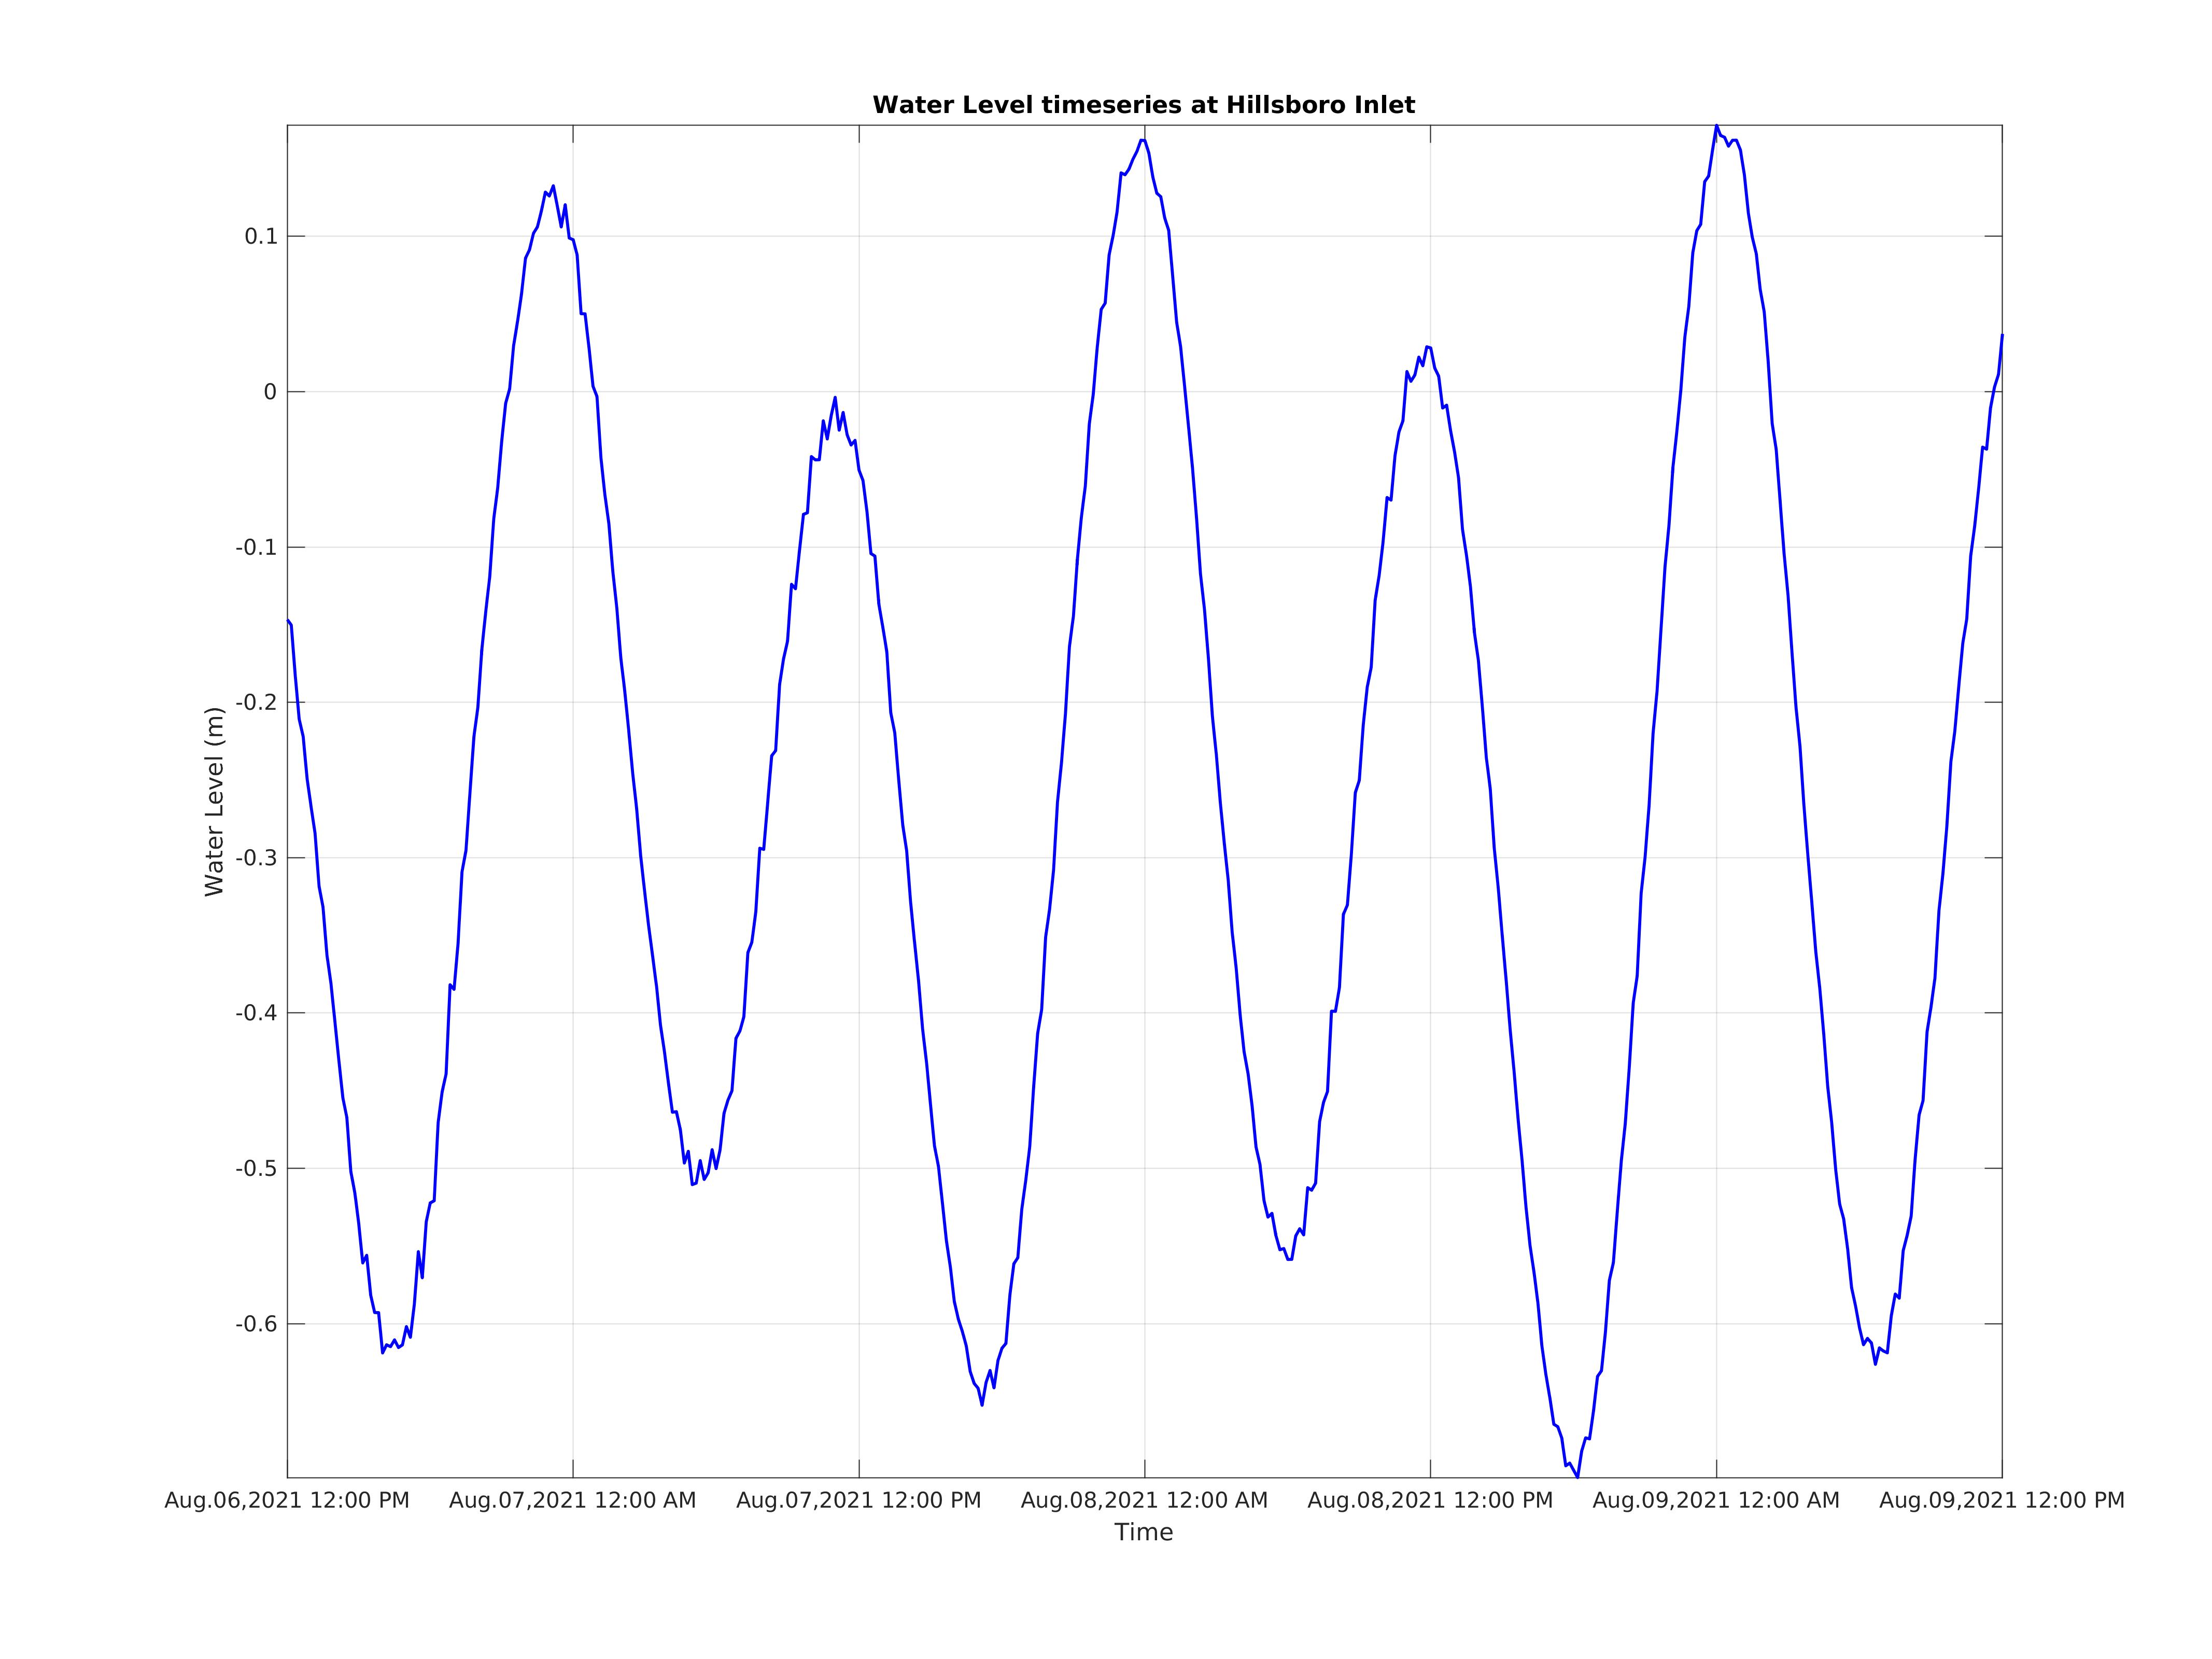 Water Level timeseries at Hillsboro Inlet
0.1
0
-0.1
-0.2
-0.3
-0.4
-0.5
-0.6
Water Level (m)
Aug.06,2021 12:00 PM
Aug.07,2021 12:00 AM
Aug.07,2021 12:00 PM
Aug.08,2021 12:00 AM
Aug.08,2021 12:00 PM
Aug.09,2021 12:00 AM
Aug.09,2021 12:00 PM
Time